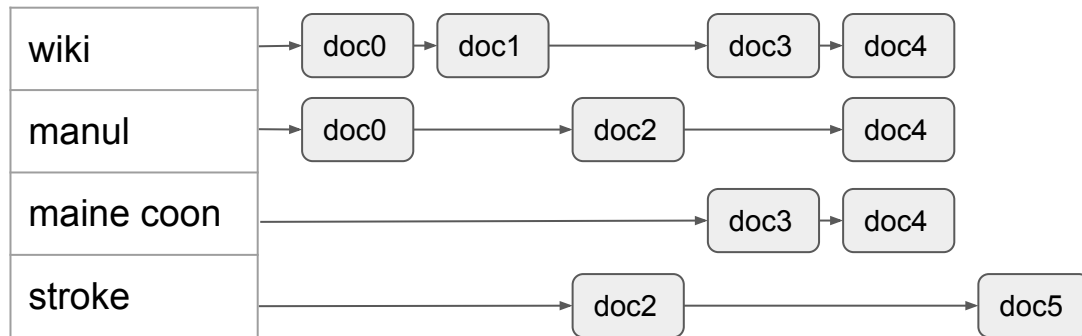 wiki doc0 doc1 doc3 doc4
manul doc0 doc2 doc4
maine coon doc3 doc4
stroke doc2 doc5